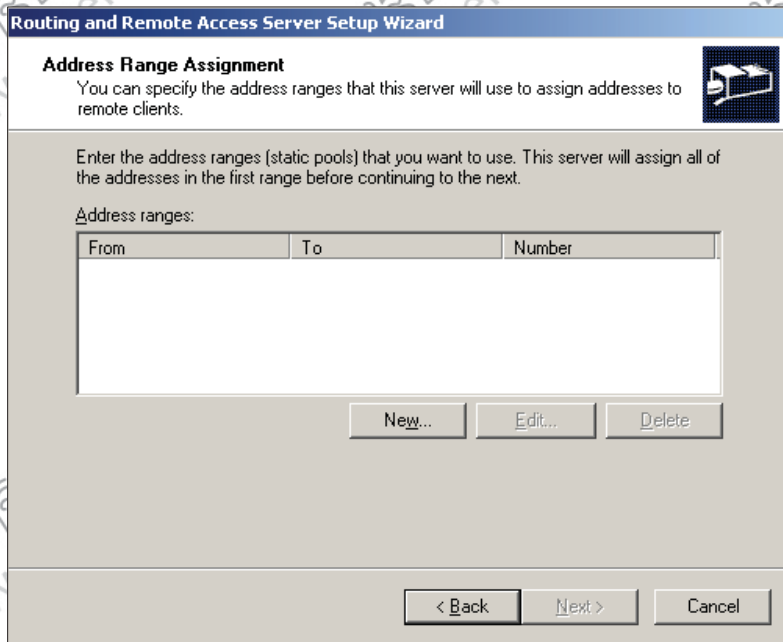 Routing and Remote Access Server Setup Wizard
Address Range Assignment
You can specify the address ranges that this server will use to assign addresses to
remote clients.
Enter the address ranges (static pools) that you want to use. This server will assign all of
the addresses in the first range before continuing to the next.
Address ranges:
From To Number
New... Edit... Delete
< Back Next > Cancel